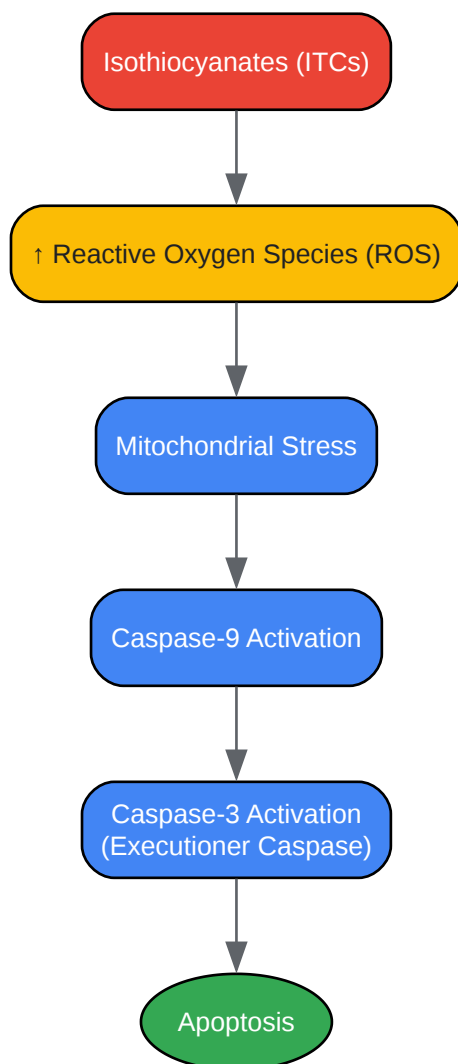 Isothiocyanates (ITCs)
↑ Reactive Oxygen Species (ROS)
Mitochondrial Stress
Caspase-9 Activation
Caspase-3 Activation
(Executioner Caspase)
Apoptosis